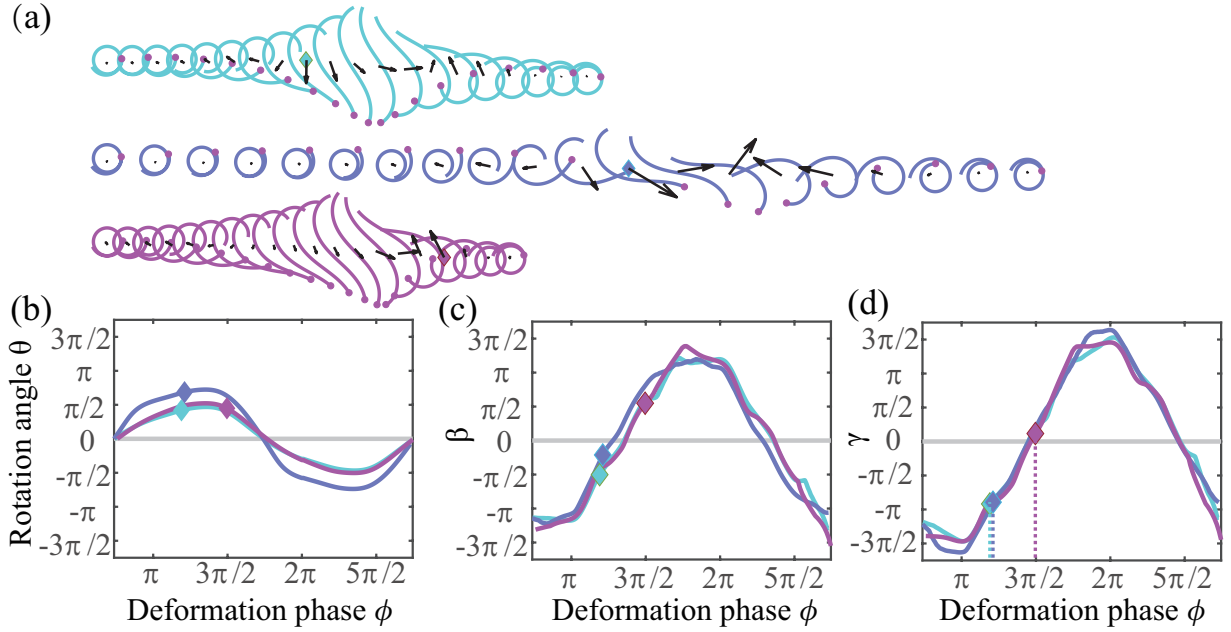 (a)
(b)
(c)
(d)
Rotation angle θ
3π/2
π
π/2
0
-π/2
-π
-3π/2
π
3π/2
2π
5π/2
Deformation phase ϕ
β
3π/2
π
π/2
0
-π/2
-π
-3π/2
π
3π/2
2π
5π/2
Deformation phase ϕ
γ
3π/2
π
π/2
0
-π/2
-π
-3π/2
π
3π/2
2π
5π/2
Deformation phase ϕ